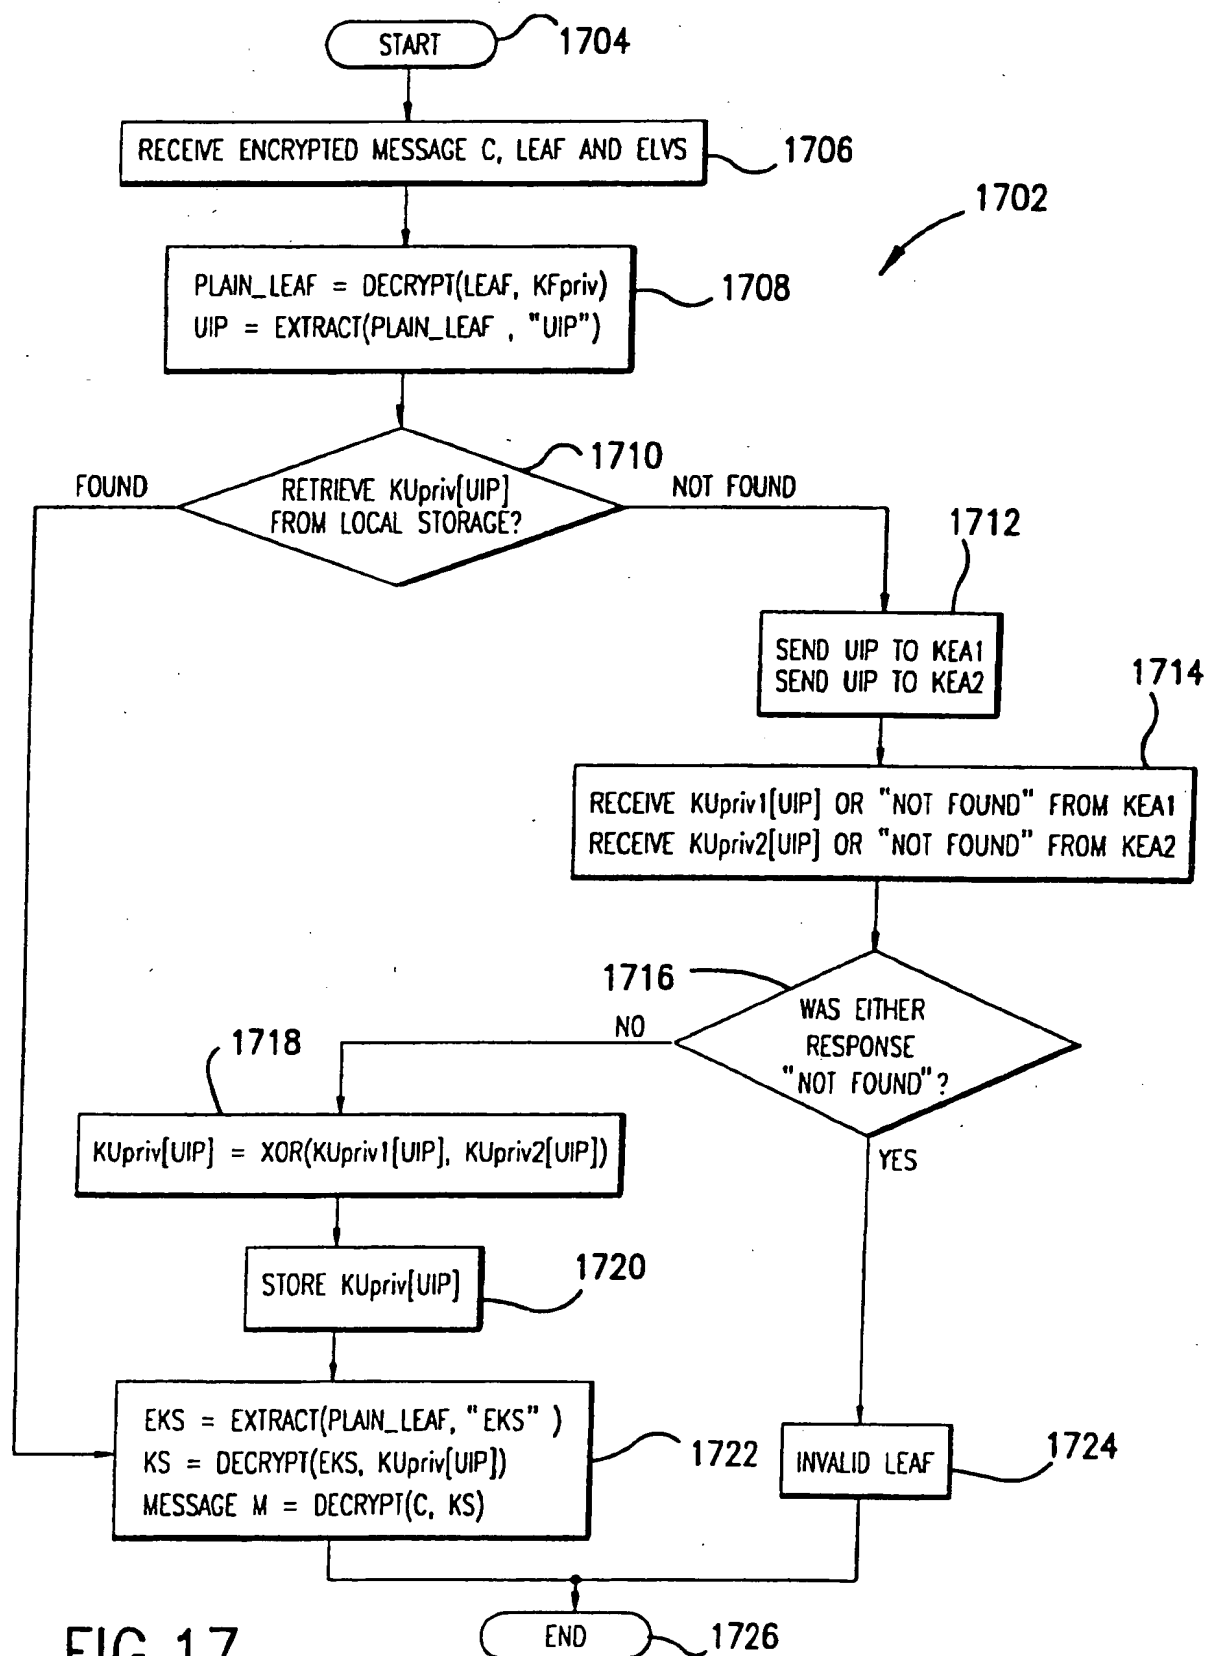 START
1704
RECEIVE ENCRYPTED MESSAGE C, LEAF AND ELVS
1706
1702
PLAIN_LEAF = DECRYPT(LEAF, KFpriv)
UIP = EXTRACT(PLAIN_LEAF , "UIP")
1708
1710
FOUND
RETRIEVE KUpriv[UIP]
FROM LOCAL STORAGE?
NOT FOUND
1712
SEND UIP TO KEA1
SEND UIP TO KEA2
1714
RECEIVE KUpriv1[UIP] OR "NOT FOUND" FROM KEA1
RECEIVE KUpriv2[UIP] OR "NOT FOUND" FROM KEA2
1716
WAS EITHER
RESPONSE
"NOT FOUND"?
NO
YES
1718
KUpriv[UIP] = XOR(KUpriv1[UIP], KUpriv2[UIP])
STORE KUpriv[UIP]
1720
EKS = EXTRACT(PLAIN_LEAF, "EKS" )
KS = DECRYPT(EKS, KUpriv[UIP])
MESSAGE M = DECRYPT(C, KS)
1722
INVALID LEAF
1724
END
1726
FIG.17